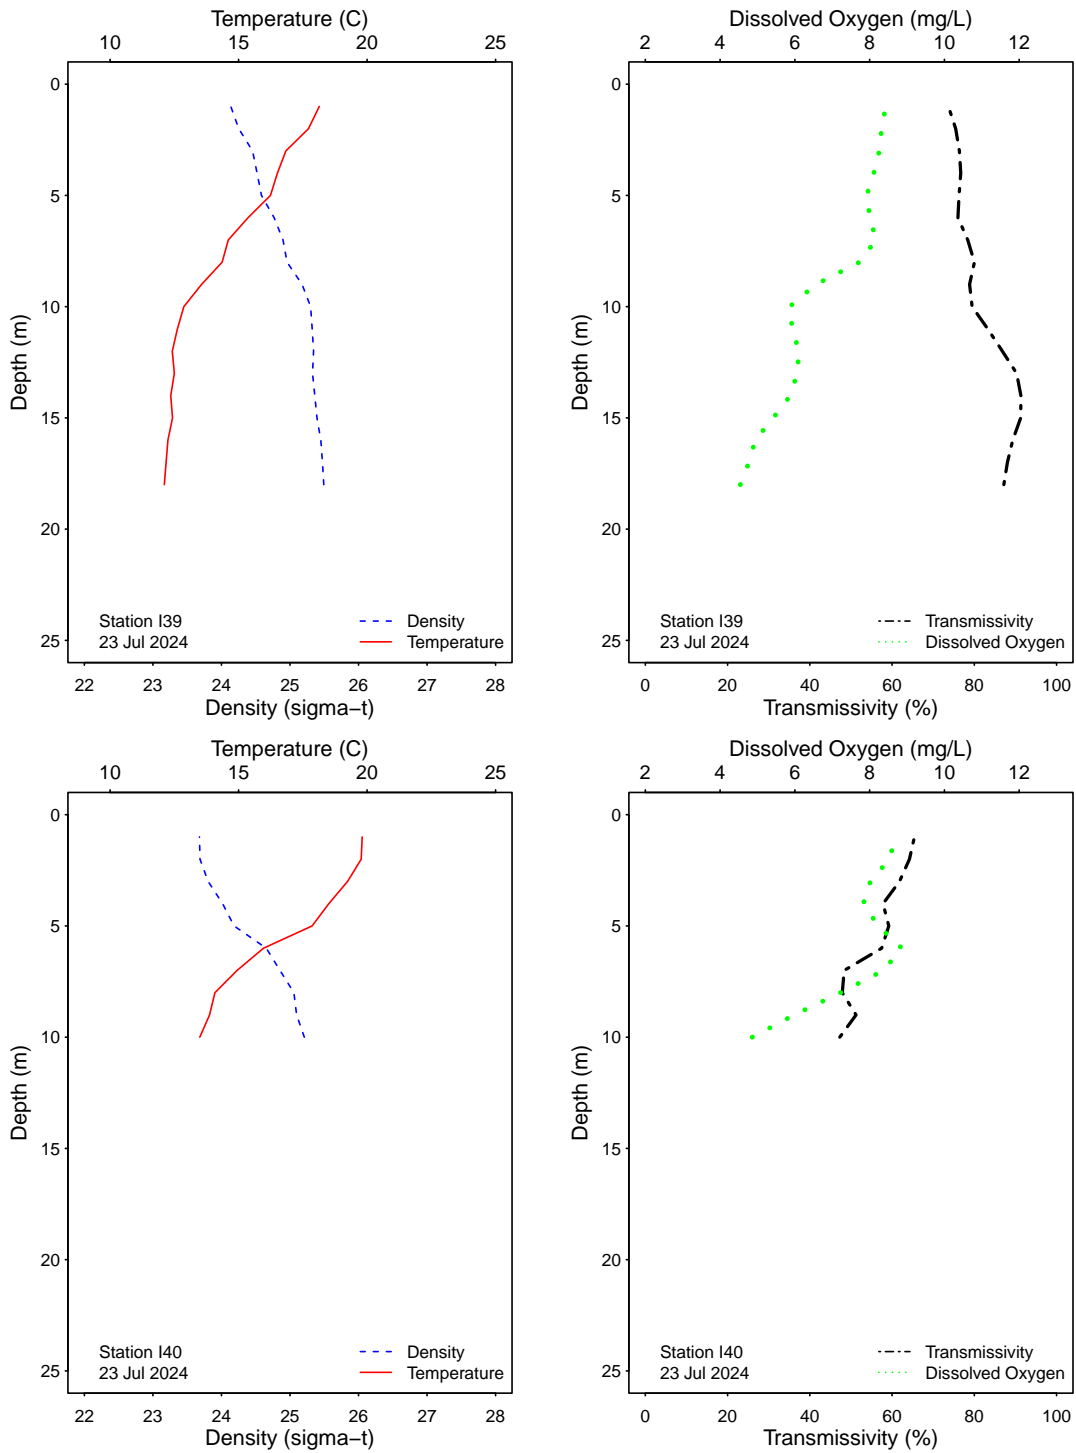 Temperature (C)
10 15 20 25
0
5
10
15
20
25
Depth (m)
Station I39
23 Jul 2024
Density
Temperature
22 23 24 25 26 27 28
Density (sigma−t)
Dissolved Oxygen (mg/L)
2 4 6 8 10 12
0
5
10
15
20
25
Depth (m)
Station I39
23 Jul 2024
Transmissivity
Dissolved Oxygen
0 20 40 60 80 100
Transmissivity (%)
Temperature (C)
10 15 20 25
0
5
10
15
20
25
Depth (m)
Station I40
23 Jul 2024
Density
Temperature
22 23 24 25 26 27 28
Density (sigma−t)
Dissolved Oxygen (mg/L)
2 4 6 8 10 12
0
5
10
15
20
25
Depth (m)
Station I40
23 Jul 2024
Transmissivity
Dissolved Oxygen
0 20 40 60 80 100
Transmissivity (%)